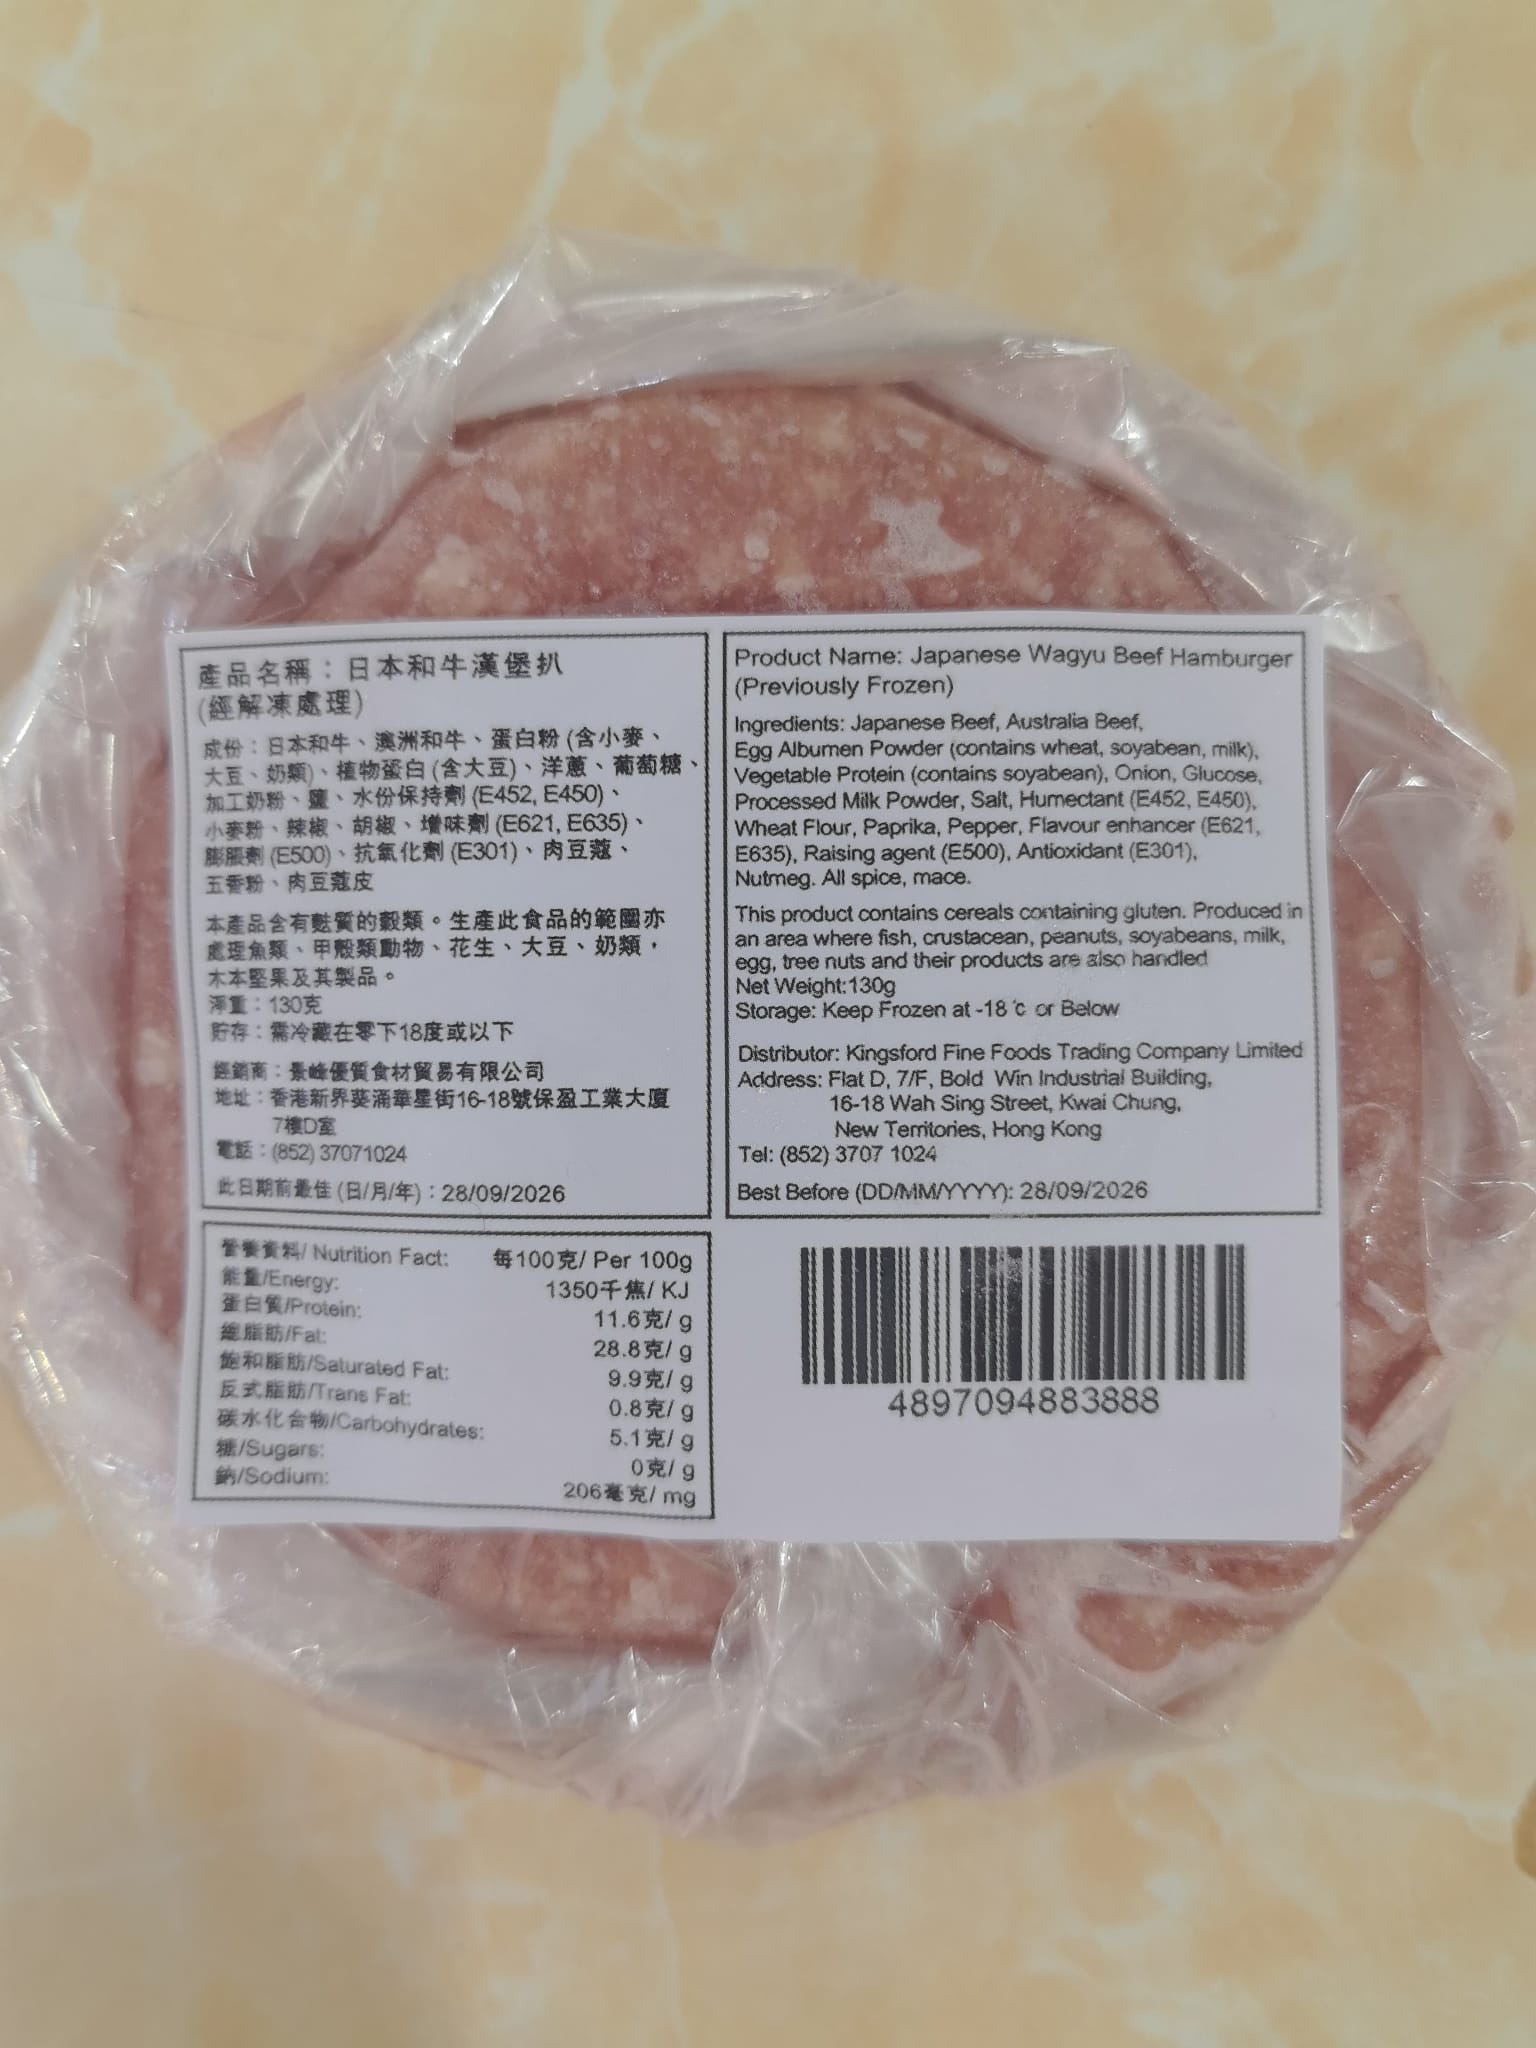 產品名稱：日本和牛漢堡扒
(經解凍處理)
成份：日本和牛、澳洲和牛、蛋白粉 (含小麥、
大豆、奶類)、植物蛋白 (含大豆)、洋蔥、葡萄糖、
加工奶粉、鹽、水份保持劑 (E452, E450)、
小麥粉、辣椒、胡椒、增味劑 (E621, E635)、
膨脹劑 (E500)、抗氧化劑 (E301)、肉豆蔻、
五香粉、肉豆蔻皮
本產品含有麩質的穀類。生產此食品的範圍亦
處理魚類、甲殼類動物、花生、大豆、奶類，
木本堅果及其製品。
淨重：130克
貯存：需冷藏在零下18度或以下
經銷商：景峰優質食材貿易有限公司
地址：香港新界葵涌華星街16-18號保盈工業大廈
7樓D室
電話：(852) 37071024
此日期前最佳 (日/月/年)：28/09/2026
Product Name: Japanese Wagyu Beef Hamburger
(Previously Frozen)
Ingredients: Japanese Beef, Australia Beef,
Egg Albumen Powder (contains wheat, soyabean, milk),
Vegetable Protein (contains soyabean), Onion, Glucose,
Processed Milk Powder, Salt, Humectant (E452, E450),
Wheat Flour, Paprika, Pepper, Flavour enhancer (E621,
E635), Raising agent (E500), Antioxidant (E301),
Nutmeg. All spice, mace.
This product contains cereals containing gluten. Produced in
an area where fish, crustacean, peanuts, soyabeans, milk,
egg, tree nuts and their products are also handled
Net Weight:130g
Storage: Keep Frozen at -18℃ or Below
Distributor: Kingsford Fine Foods Trading Company Limited
Address: Flat D, 7/F, Bold Win Industrial Building,
16-18 Wah Sing Street, Kwai Chung,
New Territories, Hong Kong
Tel: (852) 3707 1024
Best Before (DD/MM/YYYY): 28/09/2026
營養資料/ Nutrition Fact: 每100克/ Per 100g
能量/Energy: 1350千焦/ KJ
蛋白質/Protein: 11.6克/ g
總脂肪/Fat: 28.8克/ g
飽和脂肪/Saturated Fat: 9.9克/ g
反式脂肪/Trans Fat: 0.8克/ g
碳水化合物/Carbohydrates: 5.1克/ g
糖/Sugars: 0克/ g
鈉/Sodium: 206毫克/ mg
4897094883888